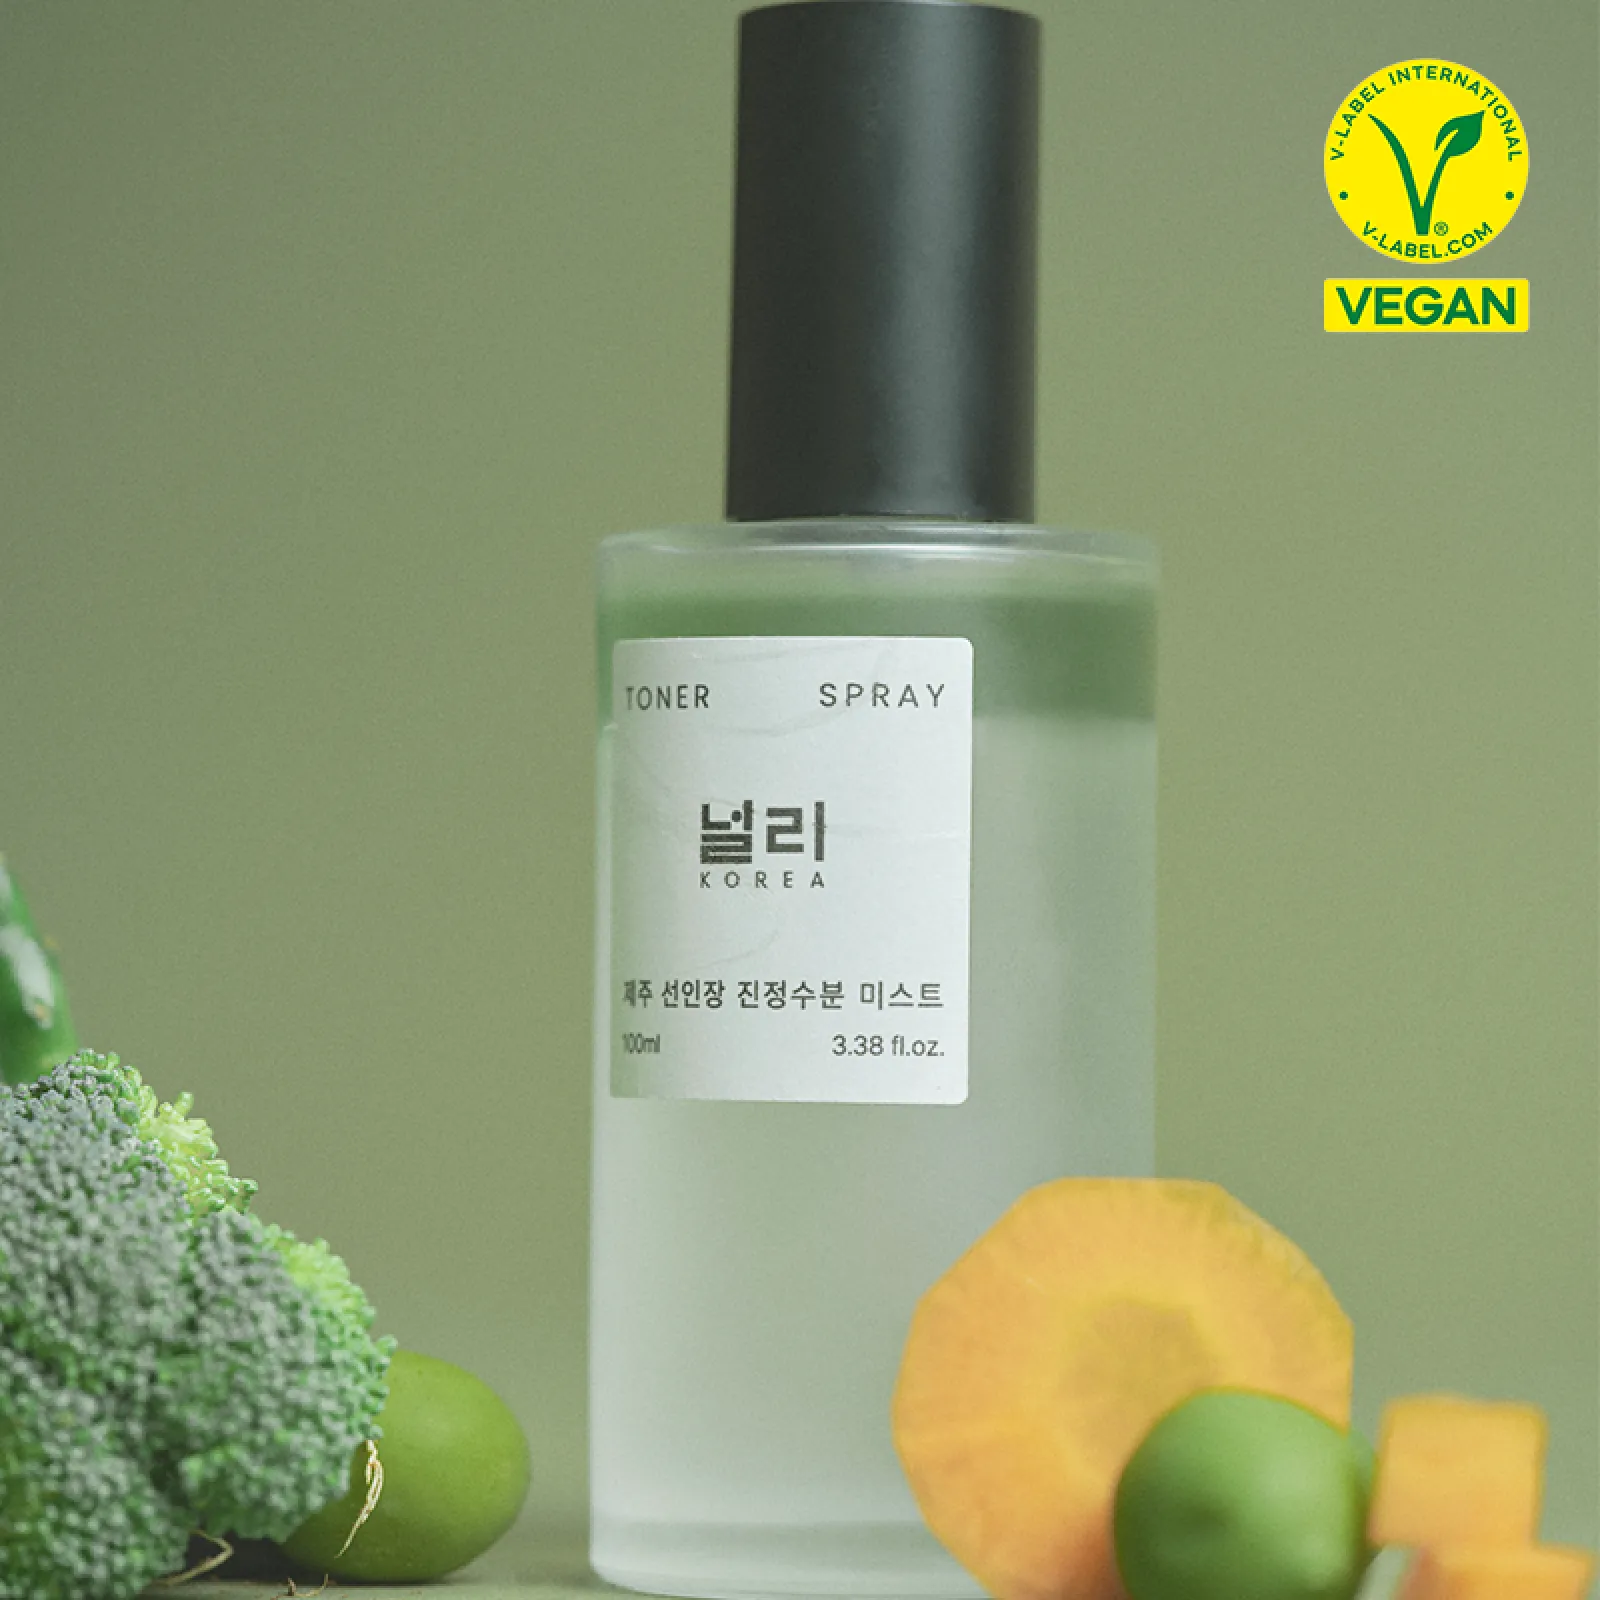 V-LABEL INTERNATIONAL
V
®
V-LABEL.COM
VEGAN
TONER SPRAY
널리
KOREA
제주 선인장 진정수분 미스트
100ml 3.38 fl.oz.